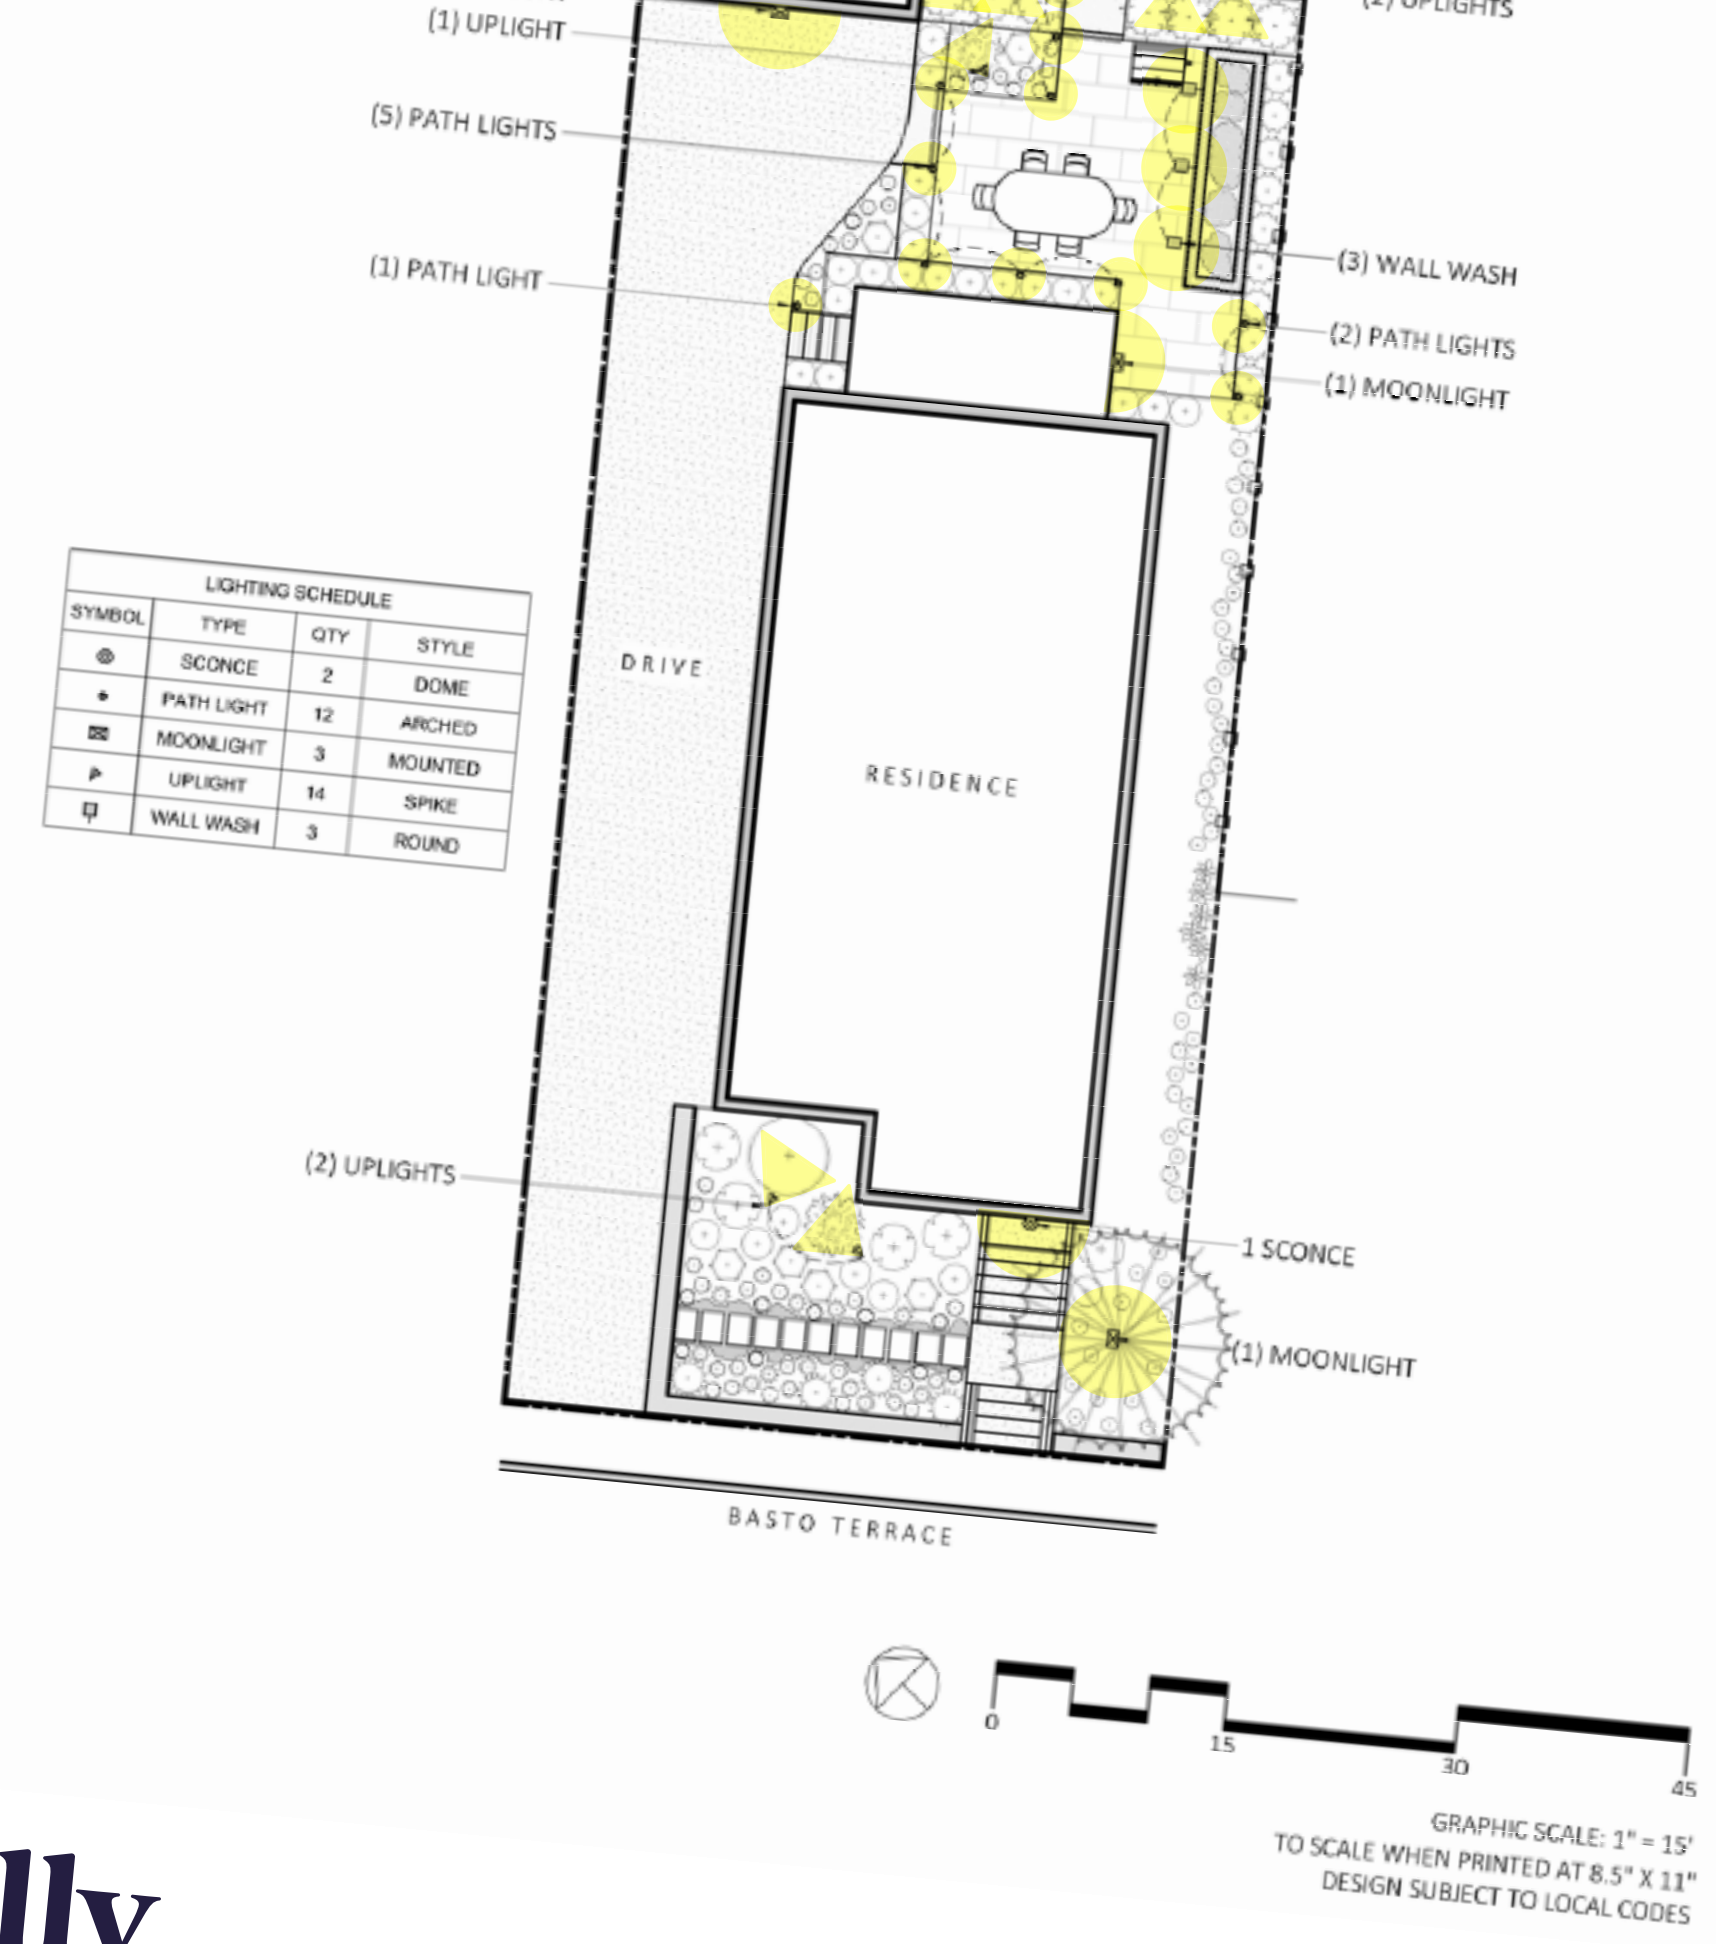 (1) UPLIGHT
(2) UPLIGHTS
(5) PATH LIGHTS
(1) PATH LIGHT
(3) WALL WASH
(2) PATH LIGHTS
(1) MOONLIGHT
LIGHTING SCHEDULE
SYMBOL TYPE QTY STYLE
SCONCE 2 DOME
PATH LIGHT 12 ARCHED
MOONLIGHT 3 MOUNTED
UPLIGHT 14 SPIKE
WALL WASH 3 ROUND
DRIVE
RESIDENCE
(2) UPLIGHTS
1 SCONCE
(1) MOONLIGHT
BASTO TERRACE
0 15 30 45
GRAPHIC SCALE: 1" = 15'
TO SCALE WHEN PRINTED AT 8.5" X 11"
DESIGN SUBJECT TO LOCAL CODES
lly